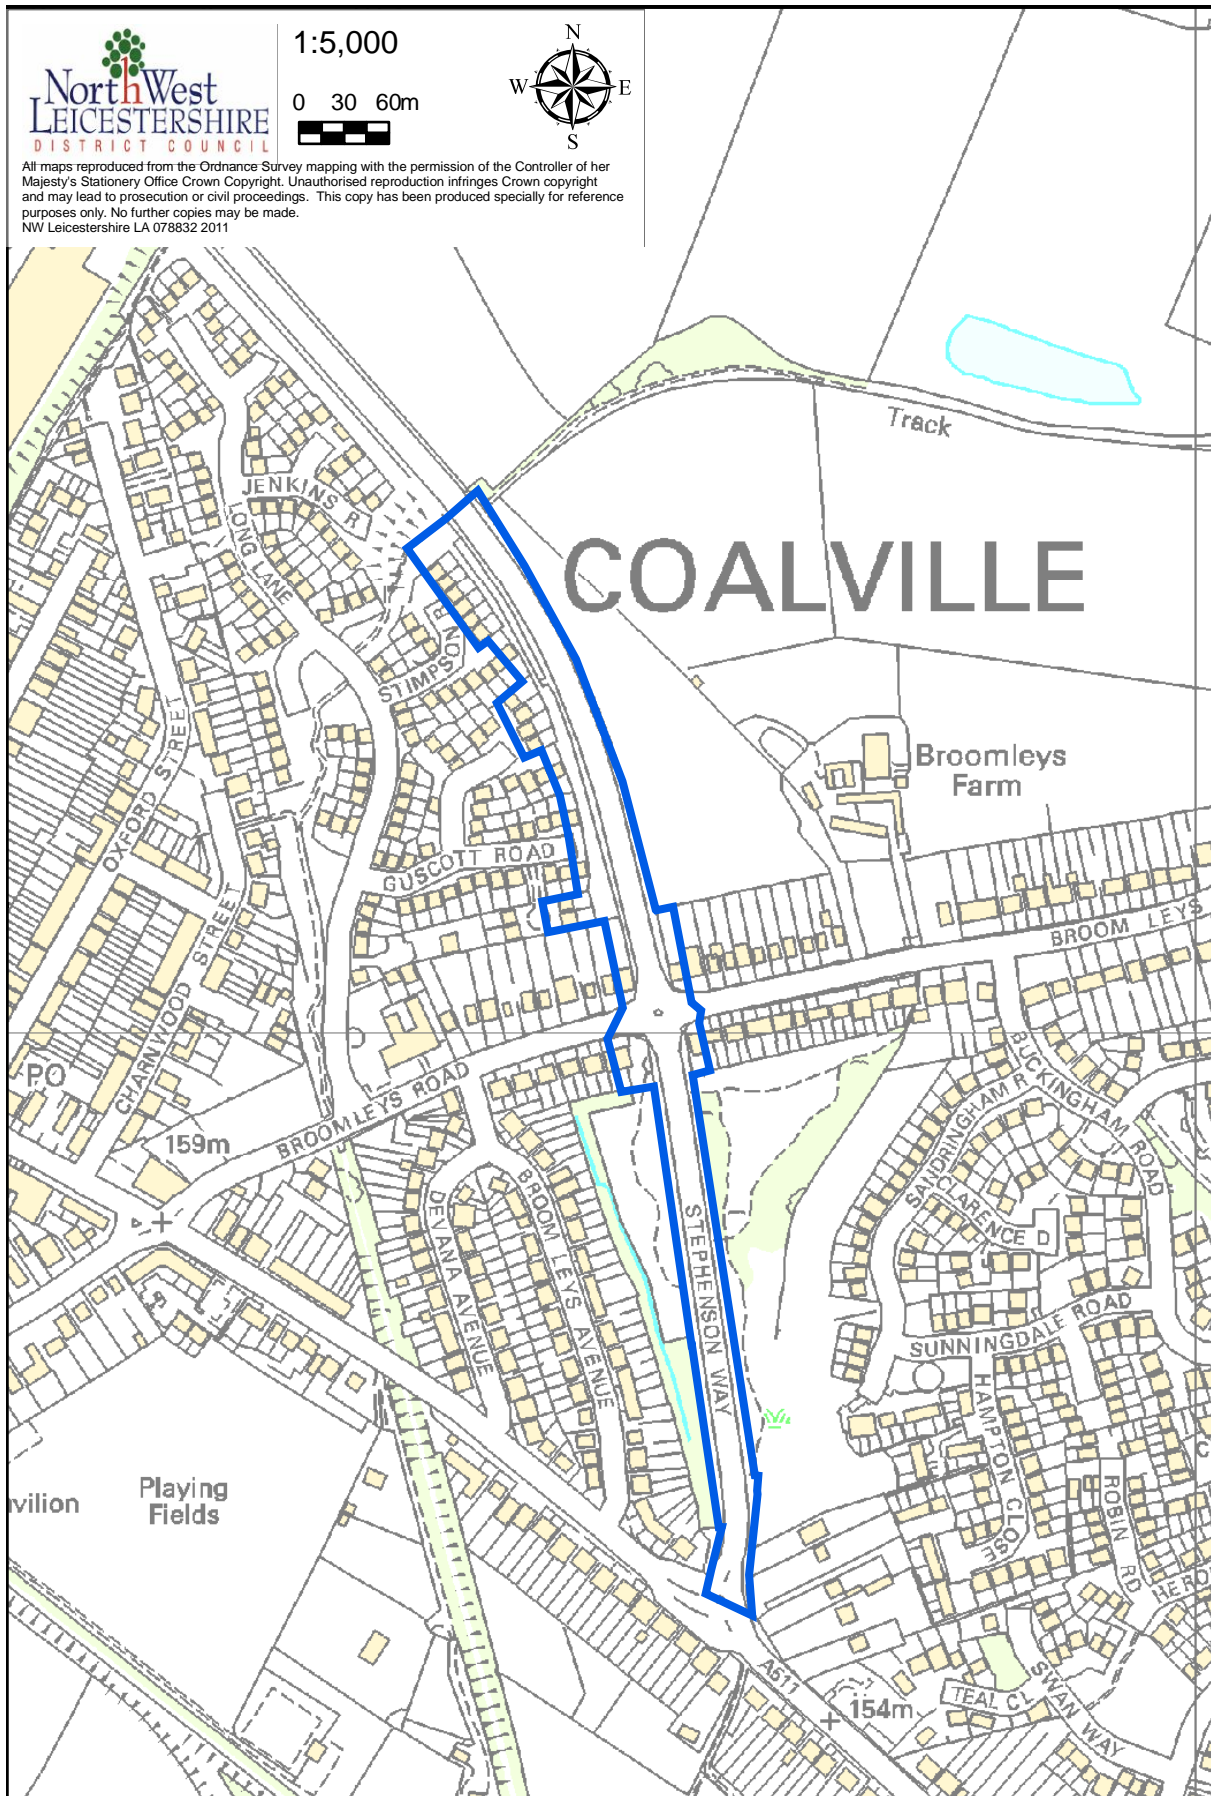 NorthWest
LEICESTERSHIRE
DISTRICT COUNCIL
1:5,000
0 30 60m
N
W E
S
All maps reproduced from the Ordnance Survey mapping with the permission of the Controller of her
Majesty's Stationery Office Crown Copyright. Unauthorised reproduction infringes Crown copyright
and may lead to prosecution or civil proceedings. This copy has been produced specially for reference
purposes only. No further copies may be made.
NW Leicestershire LA 078832 2011
Track
JENKINS R
ONG LANE
COALVILLE
STIMPSON R
OXFORD STREET
Broomleys
Farm
GUSCOTT ROAD
BROOM LEYS
CHARNWOOD STREET
PO
BROOMLEYS ROAD
159m
BUCKINGHAM ROAD
SANDRINGHAM R
CLARENCE D
DEVANA AVENUE
BROOM LEYS AVENUE
STEPHENSON WAY
SUNNINGDALE ROAD
HAMPTON CLOSE
C
ROBIN RD
HERO
vilion
Playing
Fields
A511
154m
TEAL CL
SWAN WAY